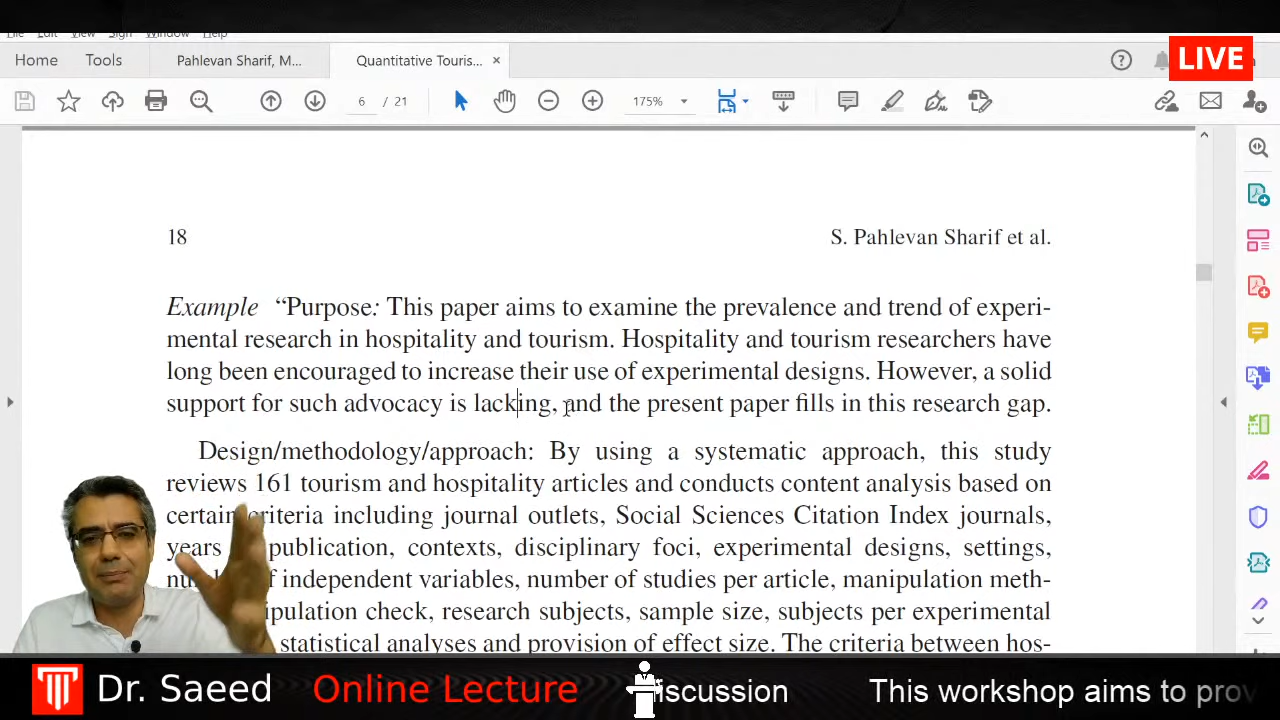 File Edit View Sign Window Help
Home Tools Pahlevan Sharif, M... Quantitative Touris... ×
LIVE
6 / 21 175%
18 S. Pahlevan Sharif et al.
Example “Purpose: This paper aims to examine the prevalence and trend of experi-
mental research in hospitality and tourism. Hospitality and tourism researchers have
long been encouraged to increase their use of experimental designs. However, a solid
support for such advocacy is lacking, and the present paper fills in this research gap.
Design/methodology/approach: By using a systematic approach, this study
reviews 161 tourism and hospitality articles and conducts content analysis based on
certain criteria including journal outlets, Social Sciences Citation Index journals,
years publication, contexts, disciplinary foci, experimental designs, settings,
independent variables, number of studies per article, manipulation meth-
ipulation check, research subjects, sample size, subjects per experimental
statistical analyses and provision of effect size. The criteria between hos-
Dr. Saeed Online Lecture iscussion This workshop aims to prov